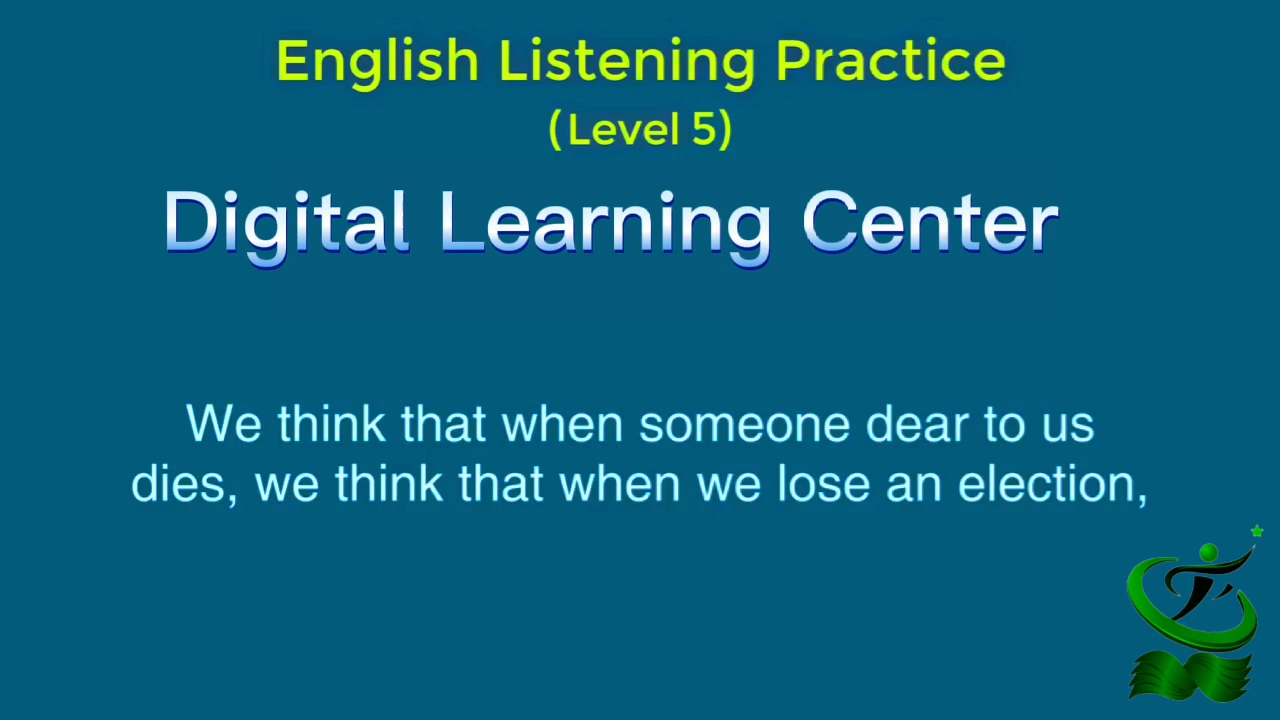 English Listening Practice
(Level 5)
Digital Learning Center
We think that when someone dear to us
dies, we think that when we lose an election,